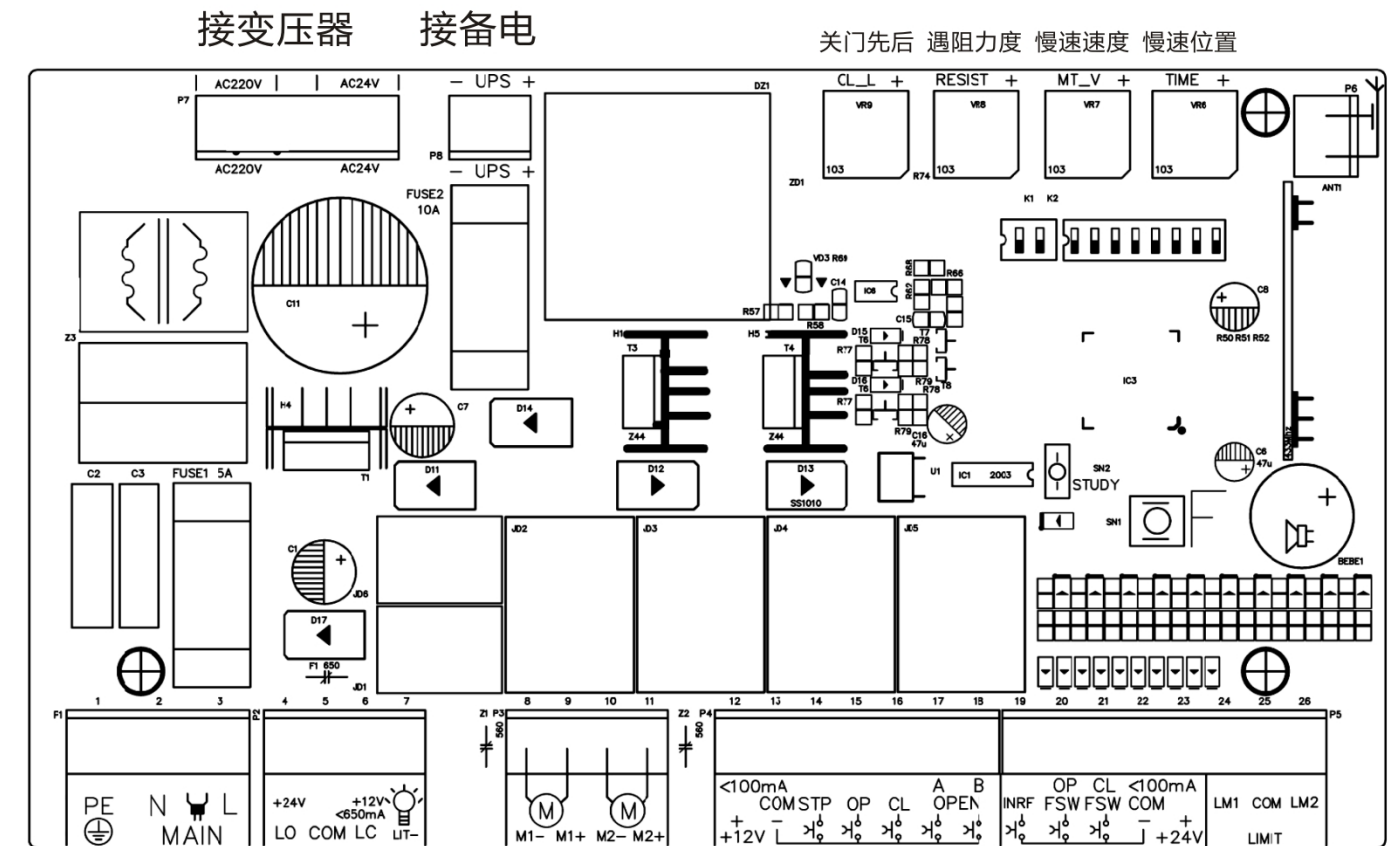 接变压器 接备电
关门先后 遇阻力度 慢速速度 慢速位置
AC220V AC24V - UPS + DZ1 CL_L + RESIST + MT_V + TIME +
P7 P6
VR9 VR8 VR7 VR6
P8
AC220V AC24V - UPS + 103 R74 103 103 103
ZD1 ANT1
FUSE2
10A
K1 K2
VD3 R69
R68 R66
C14 IC6 R62
C11 C8
R57 R58 C15
Z3 H1 H5 D15 T7 R50 R51 R52
T3 T4 T6 R78
R77
IC3
D16 R79 T8
T6 R78
H4 C7 D14 R77
Z44 Z44 R79 C16
47u
C2 C3 FUSE1 5A T1 D11 D12 D13 U1 IC1 2003 SN2 C6
47u
STUDY
SS1010
JD2 JD3 JD4 JD5 SN1
C1 BEBE1
JD6
D17
F1 650
JD1
1 2 3 4 5 6 7 8 9 10 11 12 13 14 15 16 17 18 19 20 21 22 23 24 25 26
F1 P2 Z1 P3 Z2 P4 P5
560 560
<100mA A B OP CL <100mA
PE N L +24V +12V COM STP OP CL OPEN INRF FSW FSW COM LM1 COM LM2
<650mA
MAIN LO COM LC LIT- M M
M1- M1+ M2- M2+ + - - +
+12V +24V LIMIT